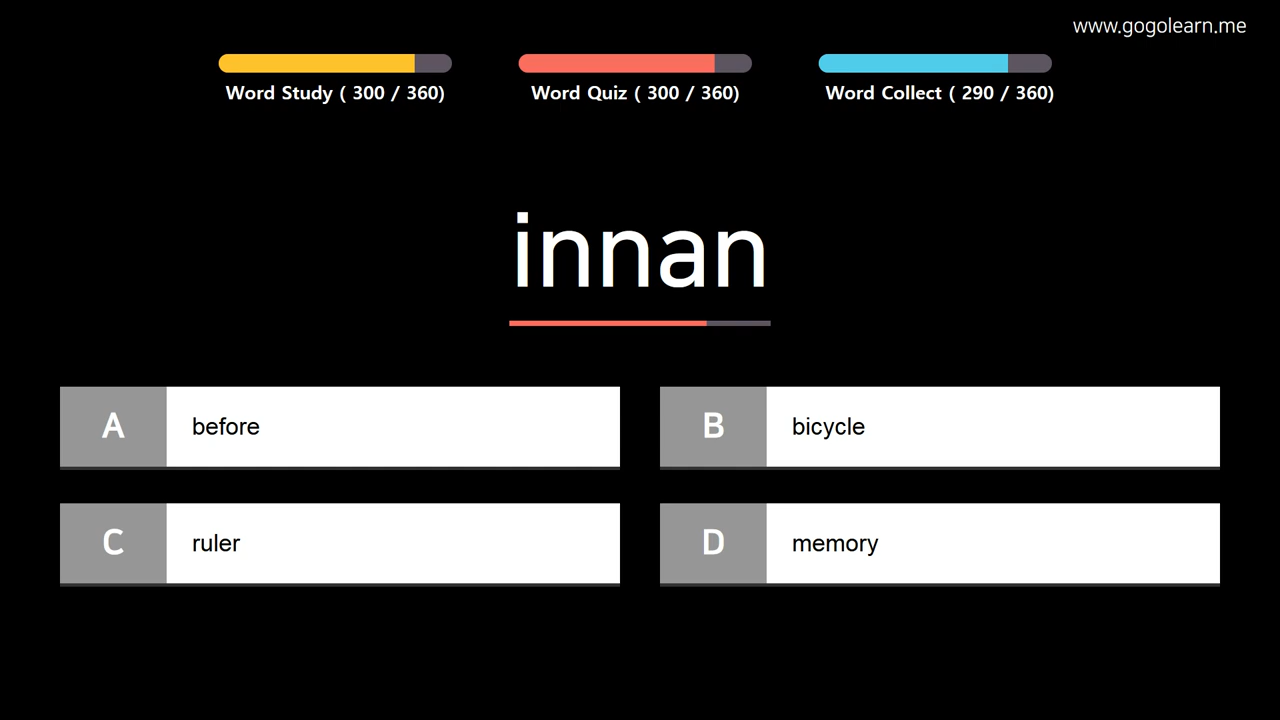 www.gogolearn.me
Word Study ( 300 / 360)
Word Quiz ( 300 / 360)
Word Collect ( 290 / 360)
innan
A before
B bicycle
C ruler
D memory